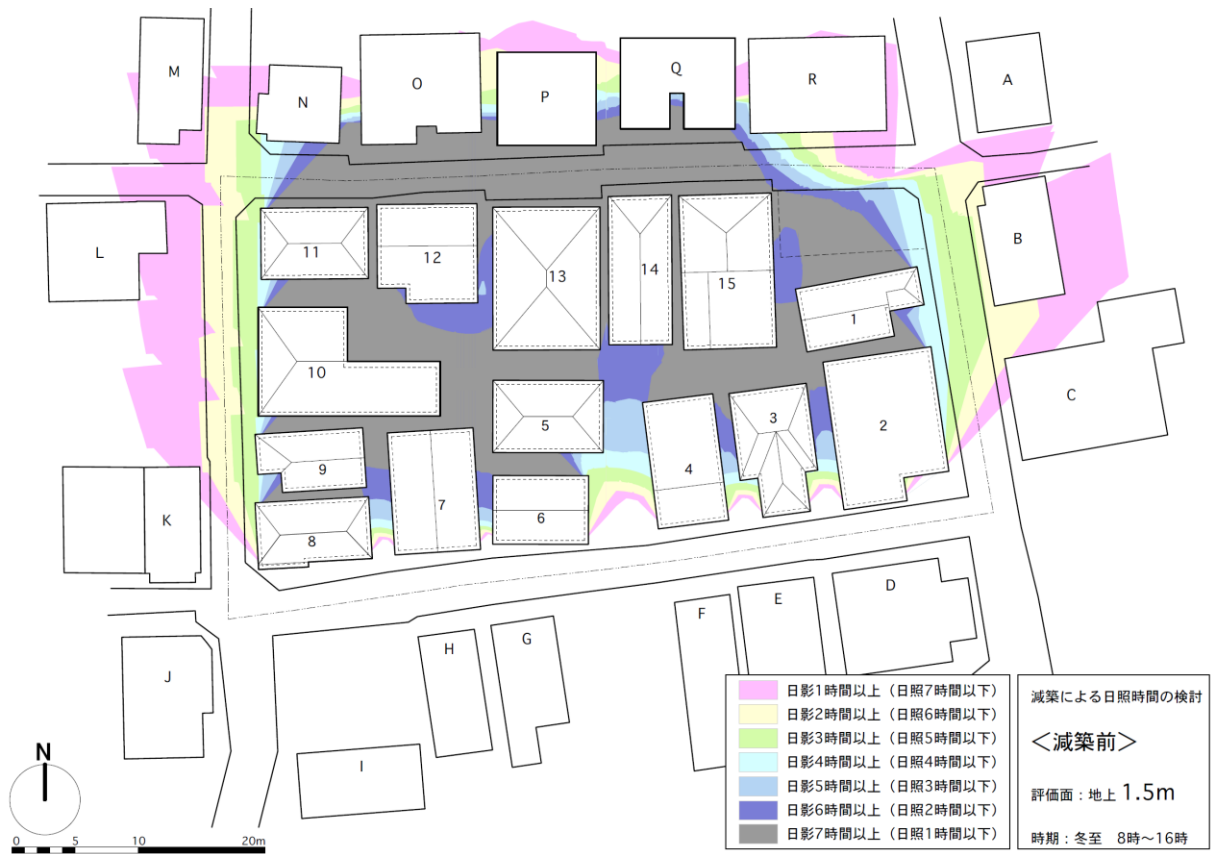 M
N
O
P
Q
R
A
L
B
C
11
12
13
14
15
1
10
2
3
5
4
9
7
6
8
K
J
H
G
F
E
D
I
N
0 5 10 20m
日影1時間以上（日照7時間以下）
日影2時間以上（日照6時間以下）
日影3時間以上（日照5時間以下）
日影4時間以上（日照4時間以下）
日影5時間以上（日照3時間以下）
日影6時間以上（日照2時間以下）
日影7時間以上（日照1時間以下）
減築による日照時間の検討
＜減築前＞
評価面：地上 1.5m
時期：冬至 8時〜16時